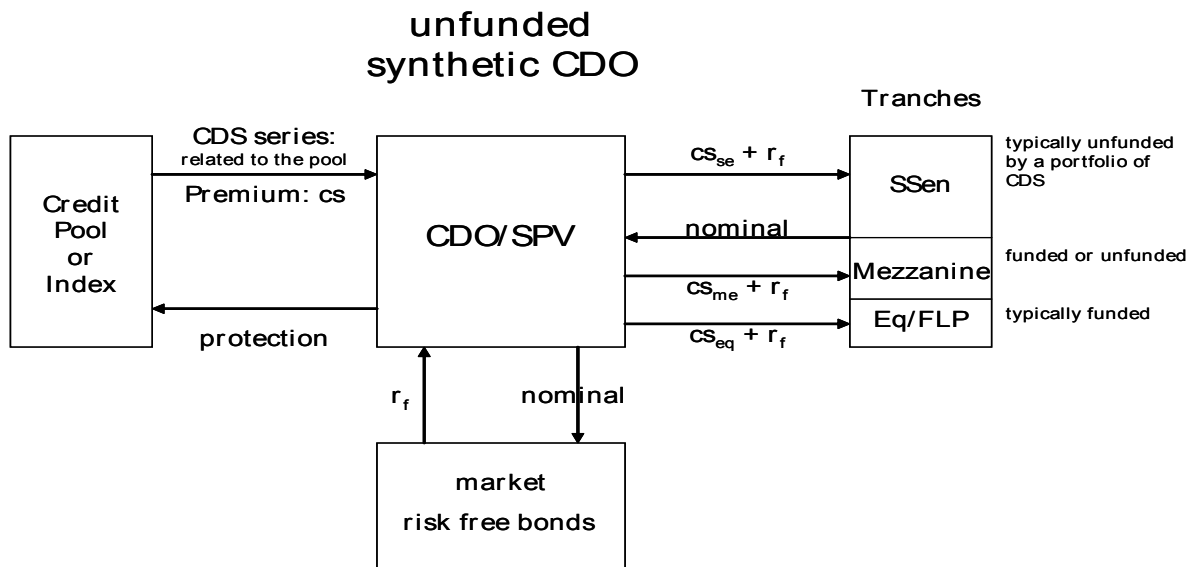 unfunded
synthetic CDO
Tranches
CDS series:
related to the pool
Premium: cs
Credit
Pool
or
Index
protection
CDO/SPV
cs_se + r_f
nominal
cs_me + r_f
cs_eq + r_f
SSen
Mezzanine
Eq/FLP
typically unfunded
by a portfolio of
CDS
funded or unfunded
typically funded
r_f
nominal
market
risk free bonds